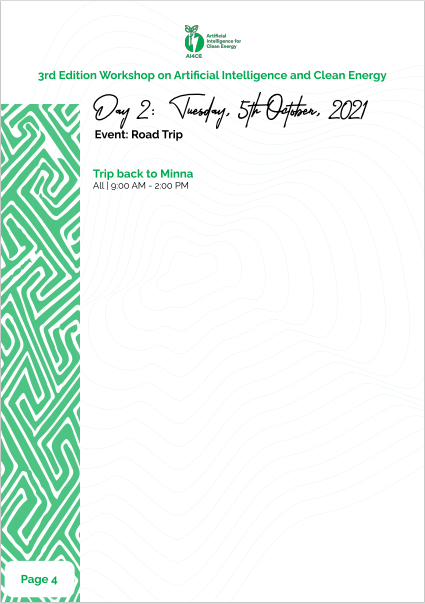 Artificial
Intelligence for
Clean Energy
AI4CE
3rd Edition Workshop on Artificial Intelligence and Clean Energy
Day 2: Tuesday, 5th October, 2021
Event: Road Trip
Trip back to Minna
All | 9:00 AM - 2:00 PM
Page 4